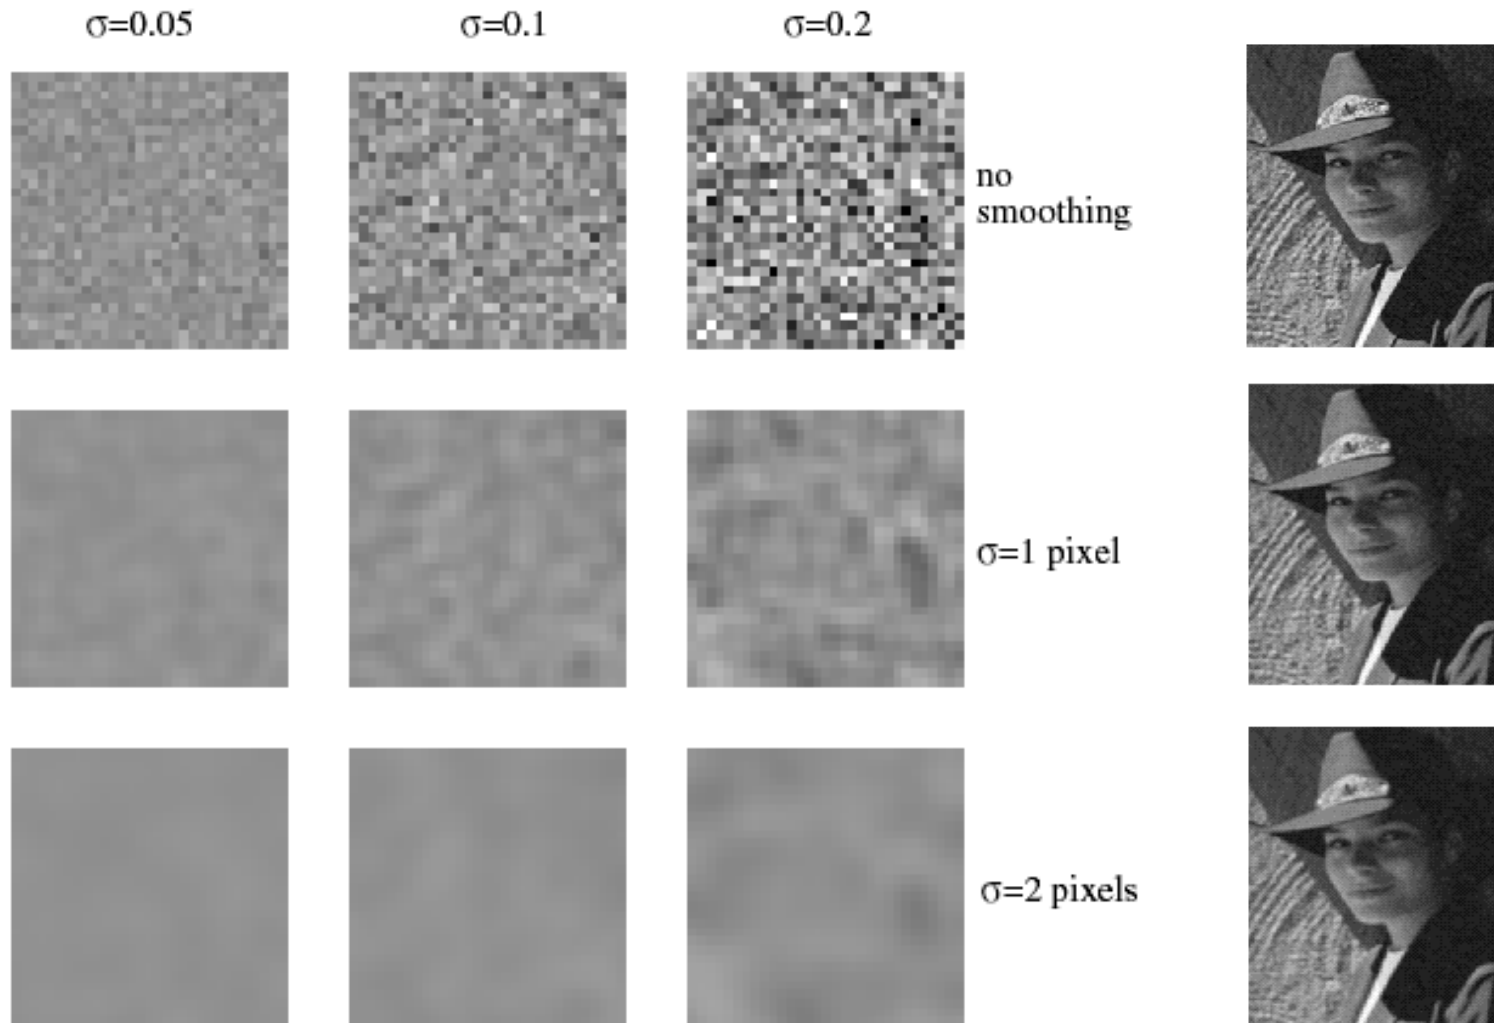 σ=0.05
σ=0.1
σ=0.2
no
smoothing
σ=1 pixel
σ=2 pixels